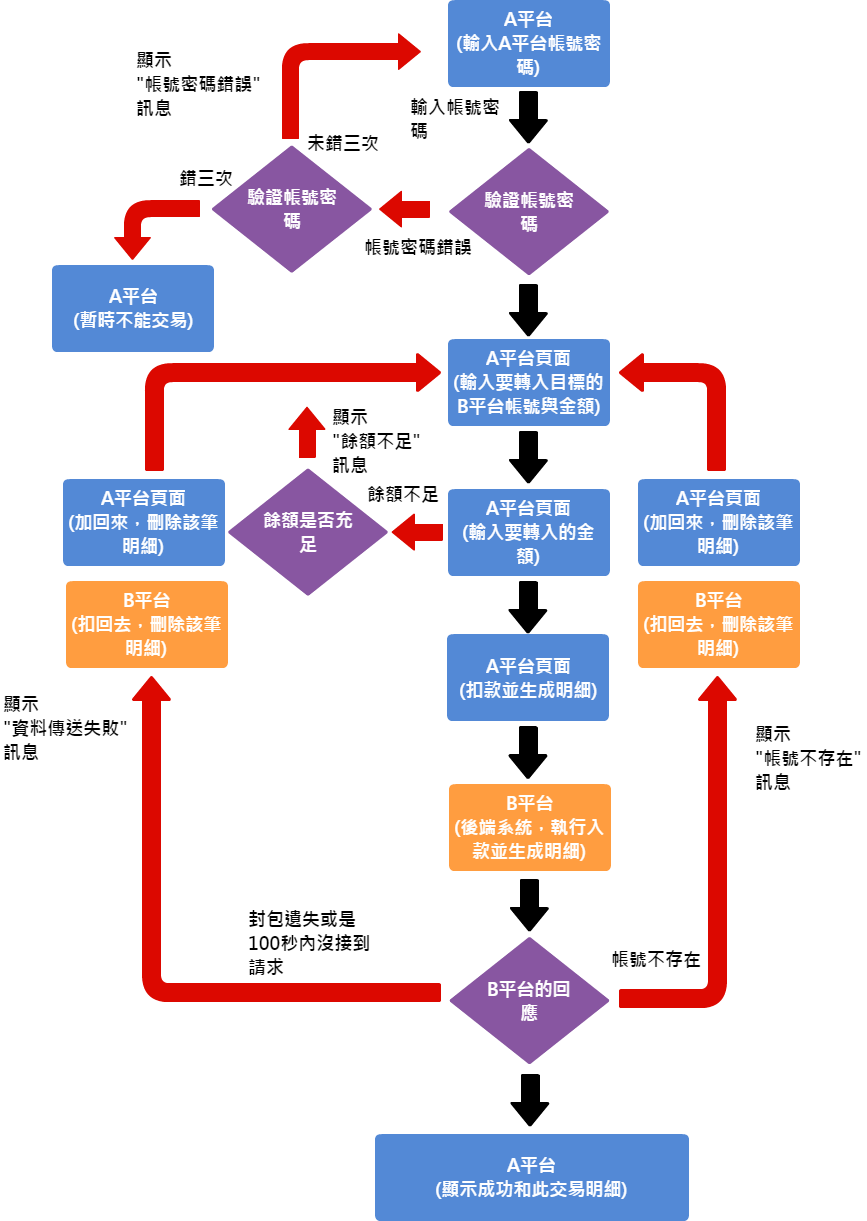 A平台
(輸入A平台帳號密
碼)
顯示
"帳號密碼錯誤"
訊息
輸入帳號密
碼
未錯三次
錯三次
驗證帳號密
碼
驗證帳號密
碼
帳號密碼錯誤
A平台
(暫時不能交易)
A平台頁面
(輸入要轉入目標的
B平台帳號與金額)
顯示
"餘額不足"
訊息
餘額不足
A平台頁面
(加回來，刪除該筆
明細)
餘額是否充
足
A平台頁面
(輸入要轉入的金
額)
A平台頁面
(加回來，刪除該筆
明細)
B平台
(扣回去，刪除該筆
明細)
B平台
(扣回去，刪除該筆
明細)
A平台頁面
(扣款並生成明細)
顯示
"資料傳送失敗"
訊息
顯示
"帳號不存在"
訊息
B平台
(後端系統，執行入
款並生成明細)
封包遺失或是
100秒內沒接到
請求
帳號不存在
B平台的回
應
A平台
(顯示成功和此交易明細)